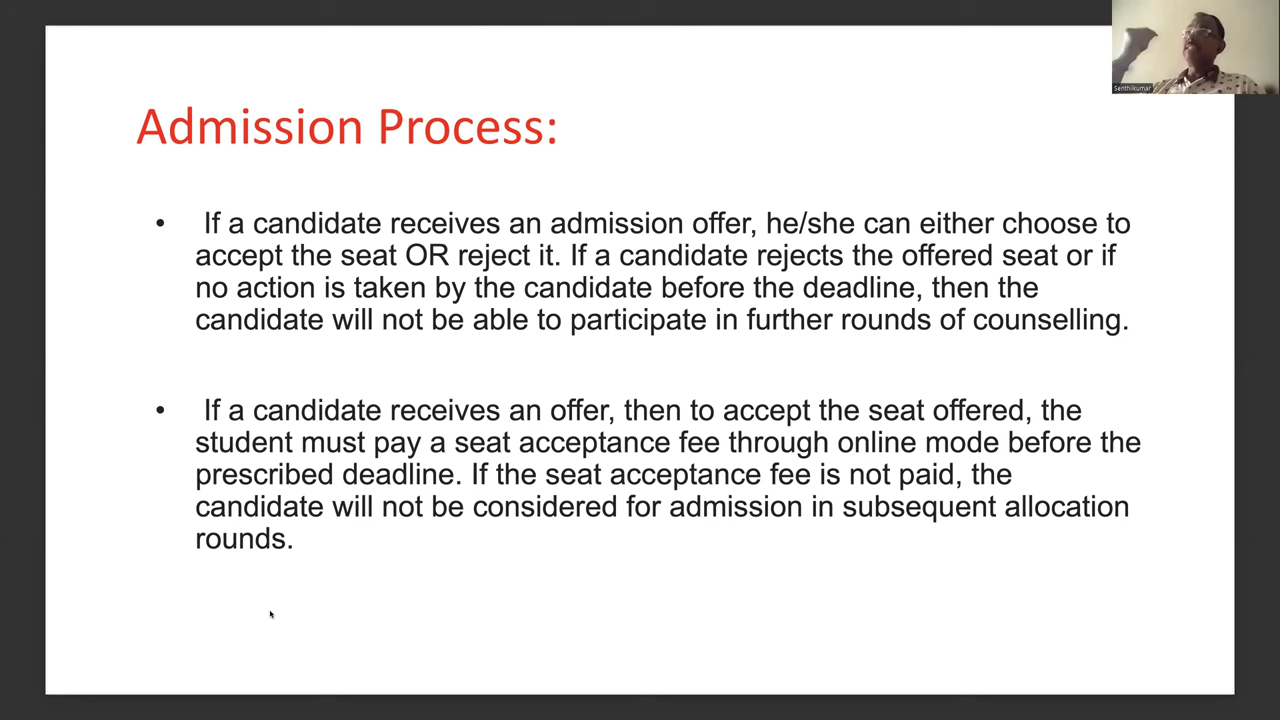 Senthilkumar
Admission Process:
• If a candidate receives an admission offer, he/she can either choose to
accept the seat OR reject it. If a candidate rejects the offered seat or if
no action is taken by the candidate before the deadline, then the
candidate will not be able to participate in further rounds of counselling.
• If a candidate receives an offer, then to accept the seat offered, the
student must pay a seat acceptance fee through online mode before the
prescribed deadline. If the seat acceptance fee is not paid, the
candidate will not be considered for admission in subsequent allocation
rounds.